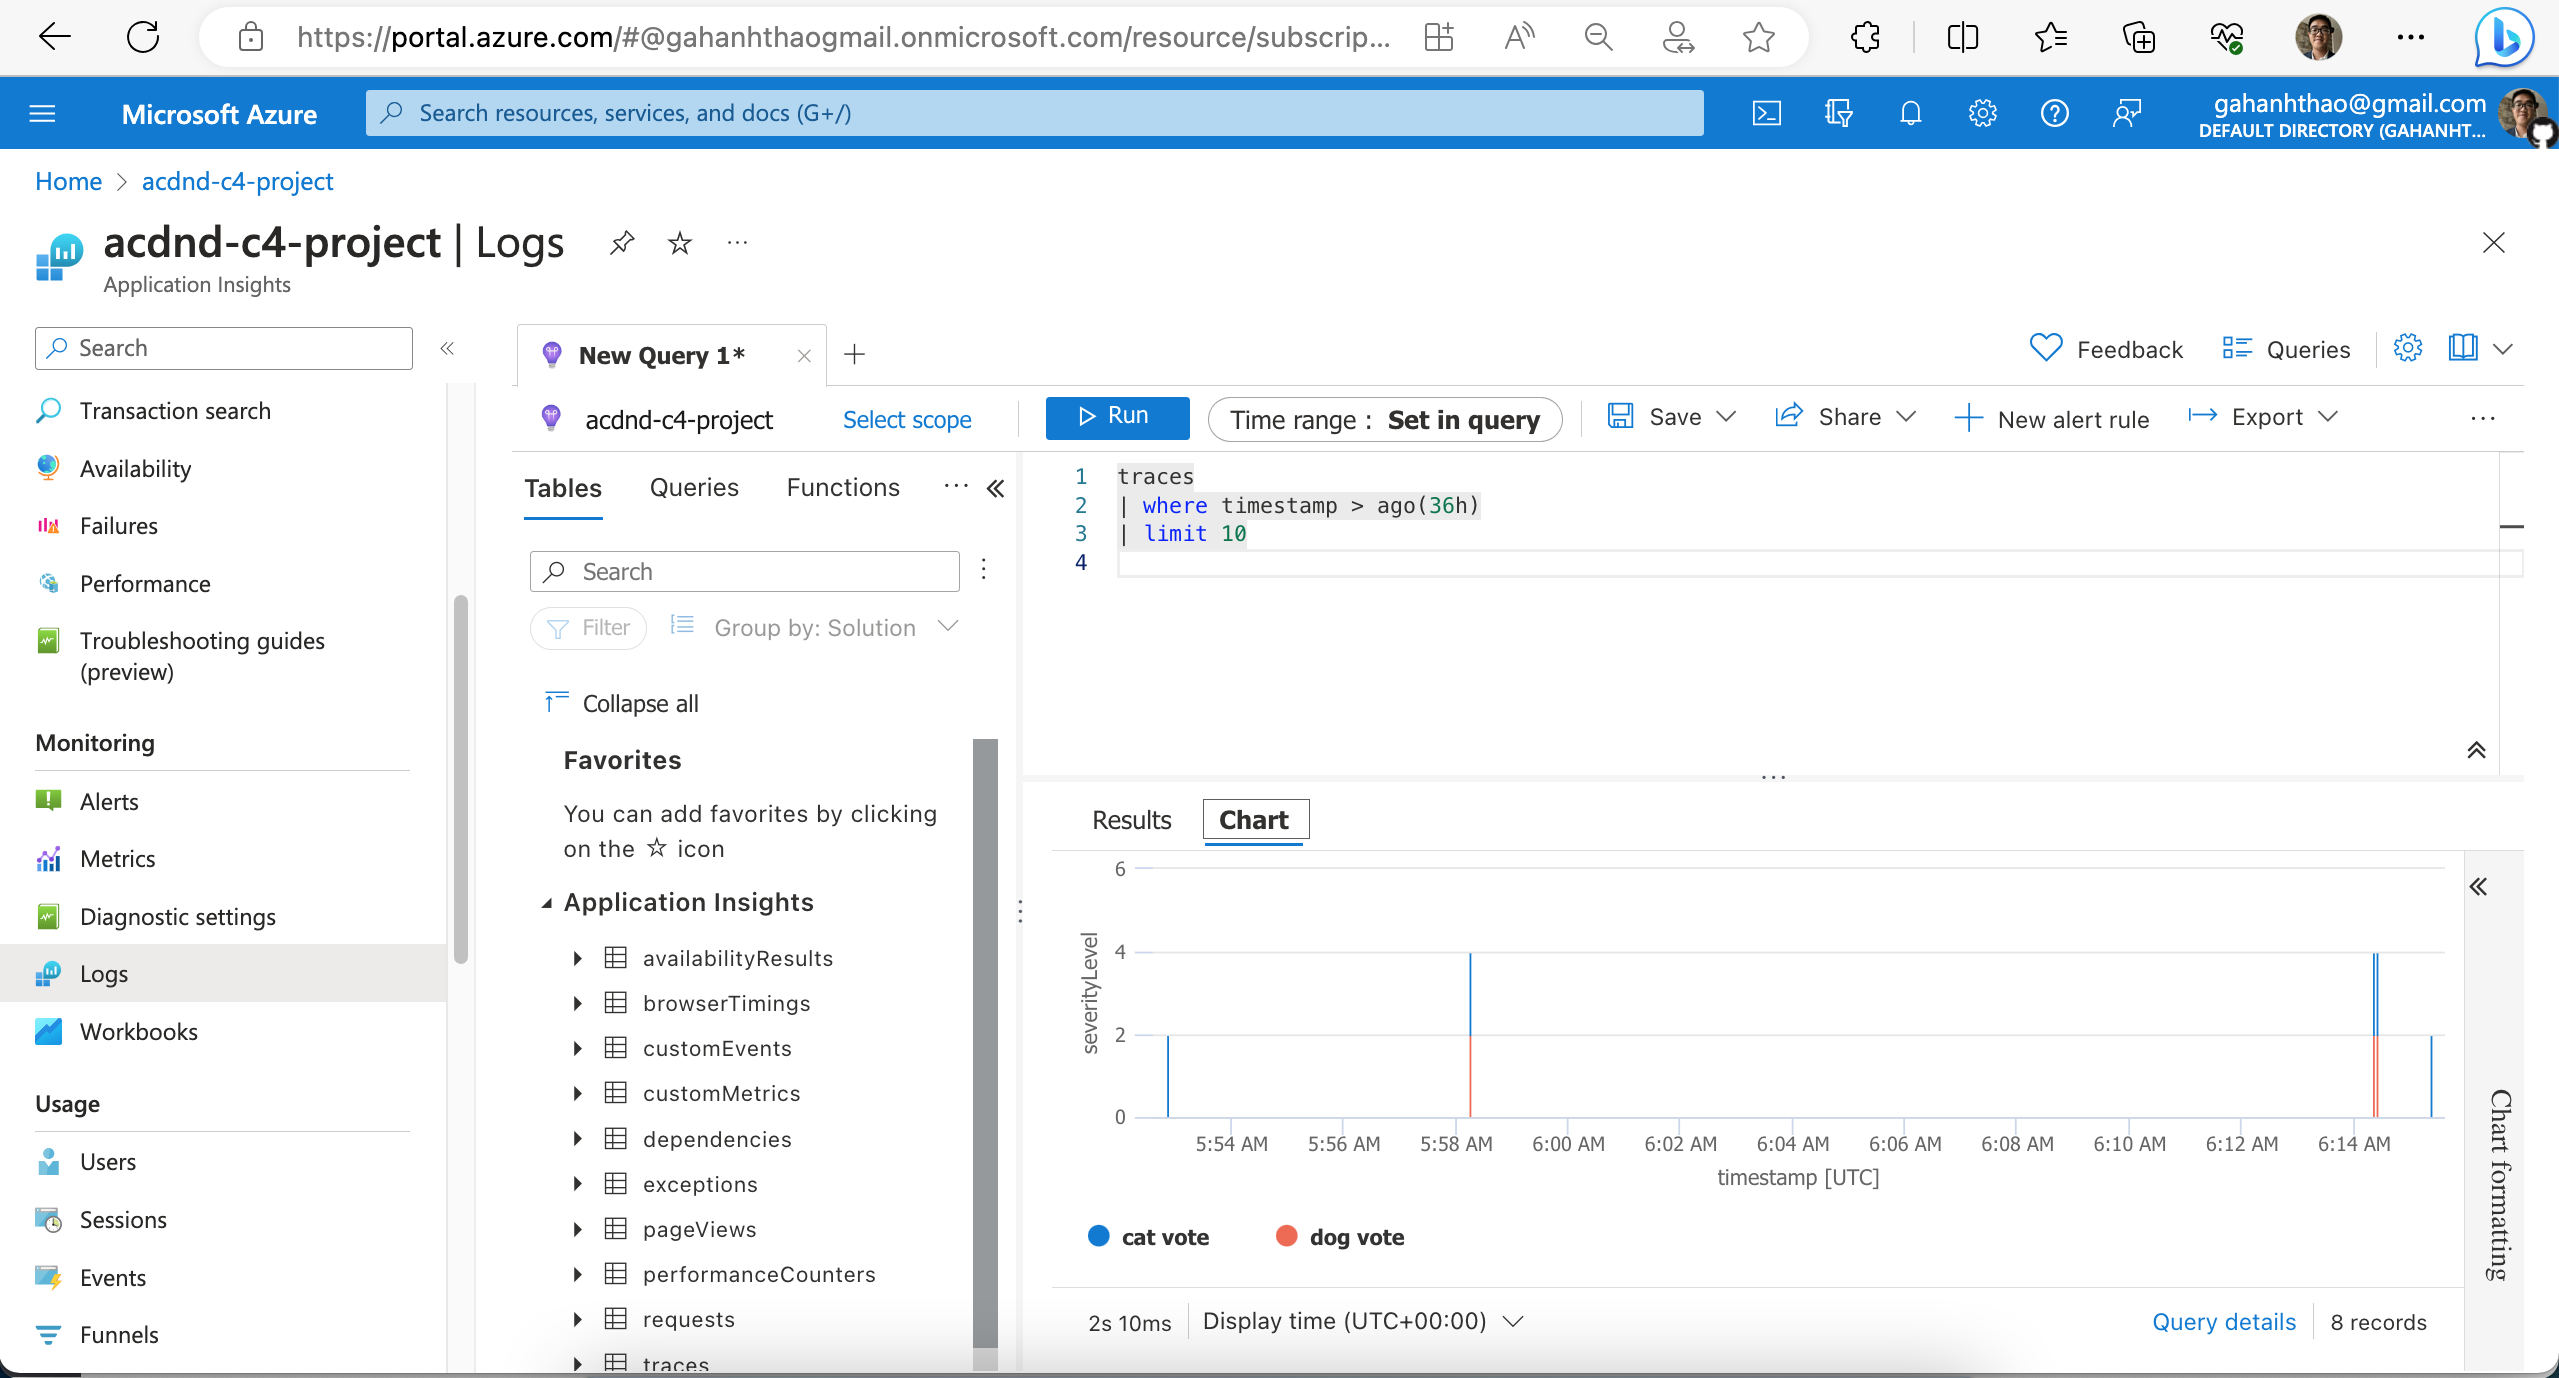 https://portal.azure.com/#@gahanhthaogmail.onmicrosoft.com/resource/subscrip...
Microsoft Azure
Search resources, services, and docs (G+/)
gahanhthao@gmail.com
DEFAULT DIRECTORY (GAHANHT...
Home > acdnd-c4-project
acdnd-c4-project | Logs
Application Insights
Search
Transaction search
Availability
Failures
Performance
Troubleshooting guides
(preview)
Monitoring
Alerts
Metrics
Diagnostic settings
Logs
Workbooks
Usage
Users
Sessions
Events
Funnels
New Query 1*
Feedback
Queries
acdnd-c4-project
Select scope
Run
Time range : Set in query
Save
Share
New alert rule
Export
Tables
Queries
Functions
Search
Filter
Group by: Solution
Collapse all
Favorites
You can add favorites by clicking
on the ☆ icon
Application Insights
availabilityResults
browserTimings
customEvents
customMetrics
dependencies
exceptions
pageViews
performanceCounters
requests
traces
1 traces
2 | where timestamp > ago(36h)
3 | limit 10
4
Results
Chart
6
4
2
0
severityLevel
5:54 AM 5:56 AM 5:58 AM 6:00 AM 6:02 AM 6:04 AM 6:06 AM 6:08 AM 6:10 AM 6:12 AM 6:14 AM
timestamp [UTC]
cat vote
dog vote
Chart formatting
2s 10ms
Display time (UTC+00:00)
Query details
8 records